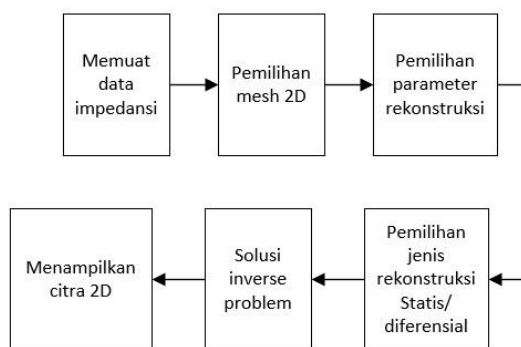 Memuat
data
impedansi
Pemilihan
mesh 2D
Pemilihan
parameter
rekonstruksi
Pemilihan
jenis
rekonstruksi
Statis/
diferensial
Solusi
inverse
problem
Menampilkan
citra 2D